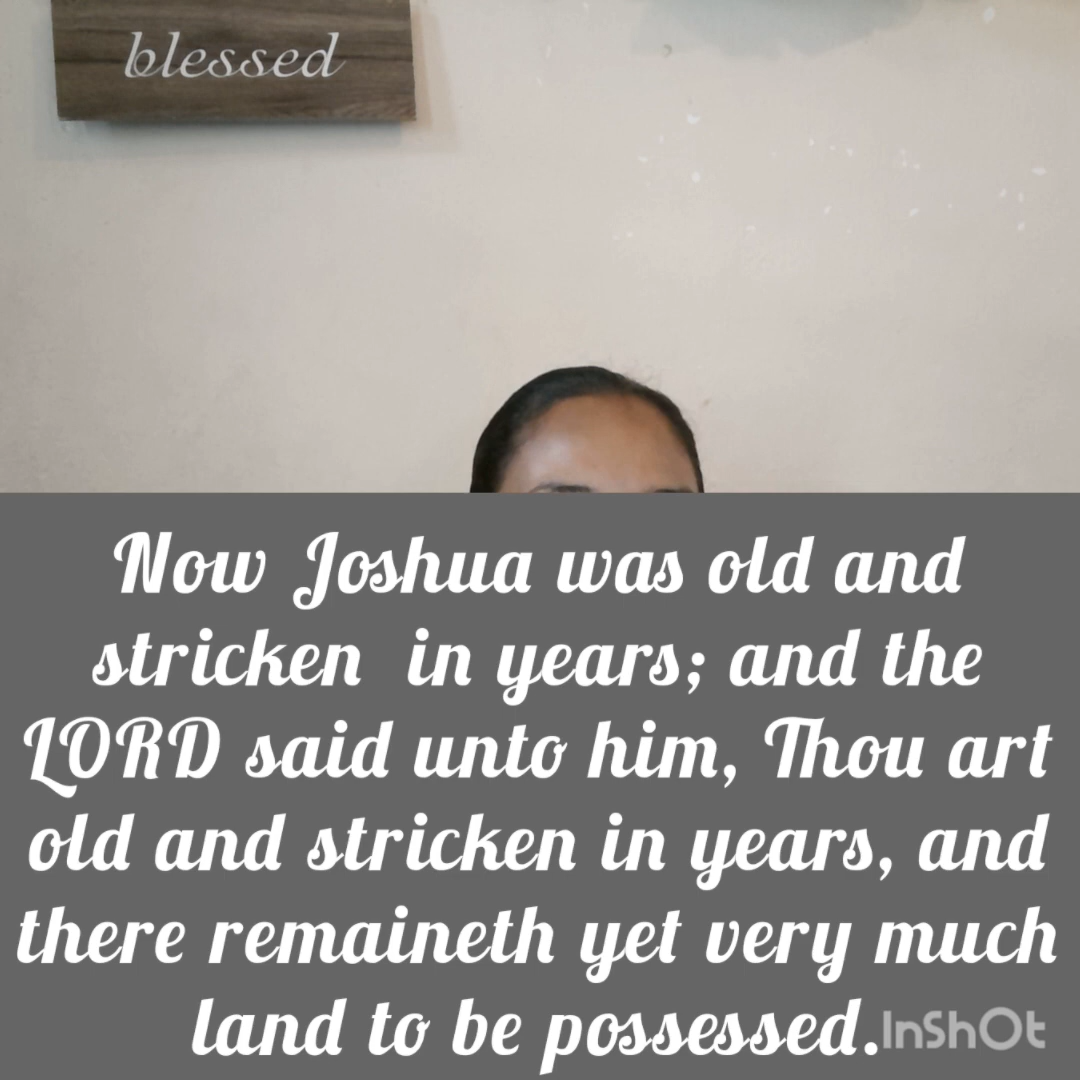 blessed
Now Joshua was old and
stricken in years; and the
LORD said unto him, Thou art
old and stricken in years, and
there remaineth yet very much
land to be possessed.
InShOt